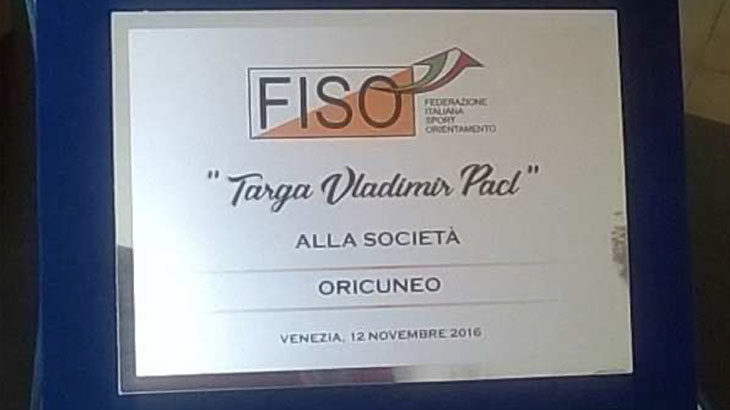 FISO
FEDERAZIONE
ITALIANA
SPORT
ORIENTAMENTO
"Targa Vladimir Pacl"
ALLA SOCIETÀ
ORICUNEO
VENEZIA, 12 NOVEMBRE 2016